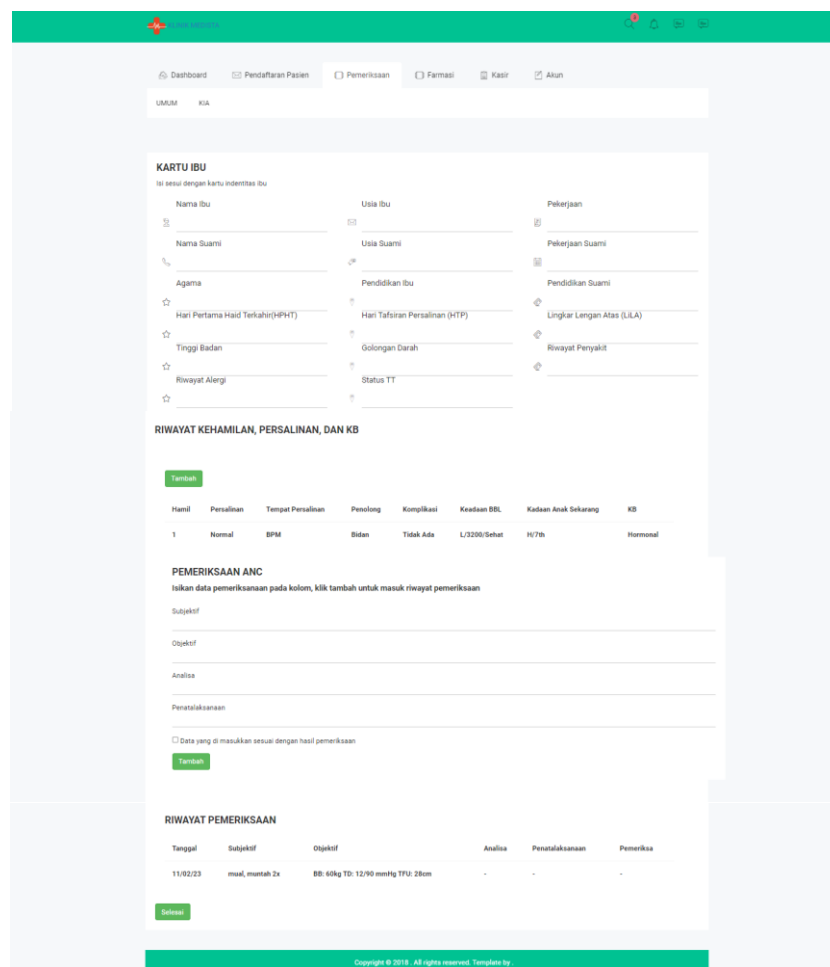 KLINIK INDOSTA
Dashboard Pendaftaran Pasien Pemeriksaan Farmasi Kasir Akun
UMUM KIA
KARTU IBU
Isi sesui dengan kartu indentitas ibu
Nama Ibu Usia Ibu Pekerjaan
Nama Suami Usia Suami Pekerjaan Suami
Agama Pendidikan Ibu Pendidikan Suami
Hari Pertama Haid Terkahir(HPHT) Hari Tafsiran Persalinan (HTP) Lingkar Lengan Atas (LiLA)
Tinggi Badan Golongan Darah Riwayat Penyakit
Riwayat Alergi Status TT
RIWAYAT KEHAMILAN, PERSALINAN, DAN KB
Tambah
Hamil Persalinan Tempat Persalinan Penolong Komplikasi Keadaan BBL Kadaan Anak Sekarang KB
1 Normal BPM Bidan Tidak Ada L/3200/Sehat H/7th Hormonal
PEMERIKSAAN ANC
Isikan data pemeriksanaan pada kolom, klik tambah untuk masuk riwayat pemeriksaan
Subjektif
Objektif
Analisa
Penatalaksanaan
Data yang di masukkan sesuai dengan hasil pemeriksaan
Tambah
RIWAYAT PEMERIKSAAN
Tanggal Subjektif Objektif Analisa Penatalaksanaan Pemeriksa
11/02/23 mual, muntah 2x BB: 60kg TD: 12/90 mmHg TFU: 28cm - - -
Selesai
Copyright © 2018 . All rights reserved. Template by .